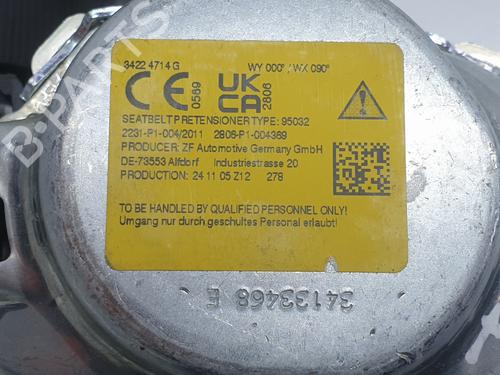 3422 4714 G WY 000° / WX 090°
CE 0589 UK CA 2806
SEATBELT PRETENSIONER TYPE: 95032
2231-P1-004/2011 2806-P1-004369
PRODUCER: ZF Automotive Germany GmbH
DE-73553 Alfdorf Industriestrasse 20
PRODUCTION: 24 11 05 Z12 278
TO BE HANDLED BY QUALIFIED PERSONNEL ONLY!
Umgang nur durch geschultes Personal erlaubt!
34133468 E